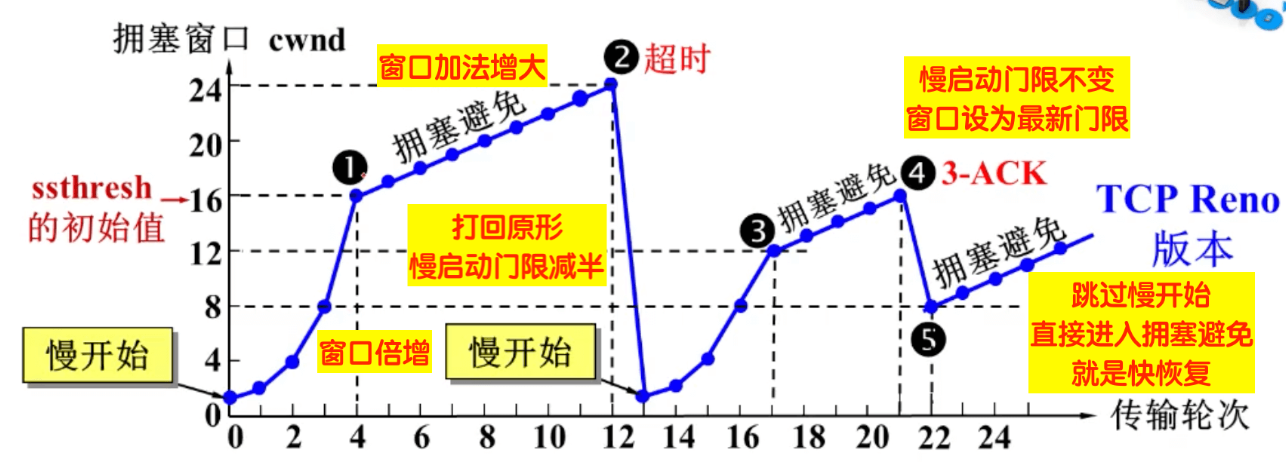 拥塞窗口 cwnd
窗口加法增大
❷ 超时
慢启动门限不变
窗口设为最新门限
24
拥塞避免
20
❶
❹ 3-ACK
ssthresh
的初始值
16
拥塞避免
TCP Reno
版本
打回原形
慢启动门限减半
❸
12
拥塞避免
8
跳过慢开始
直接进入拥塞避免
就是快恢复
❺
慢开始
窗口倍增
慢开始
4
0
0 2 4 6 8 10 12 14 16 18 20 22 24
传输轮次